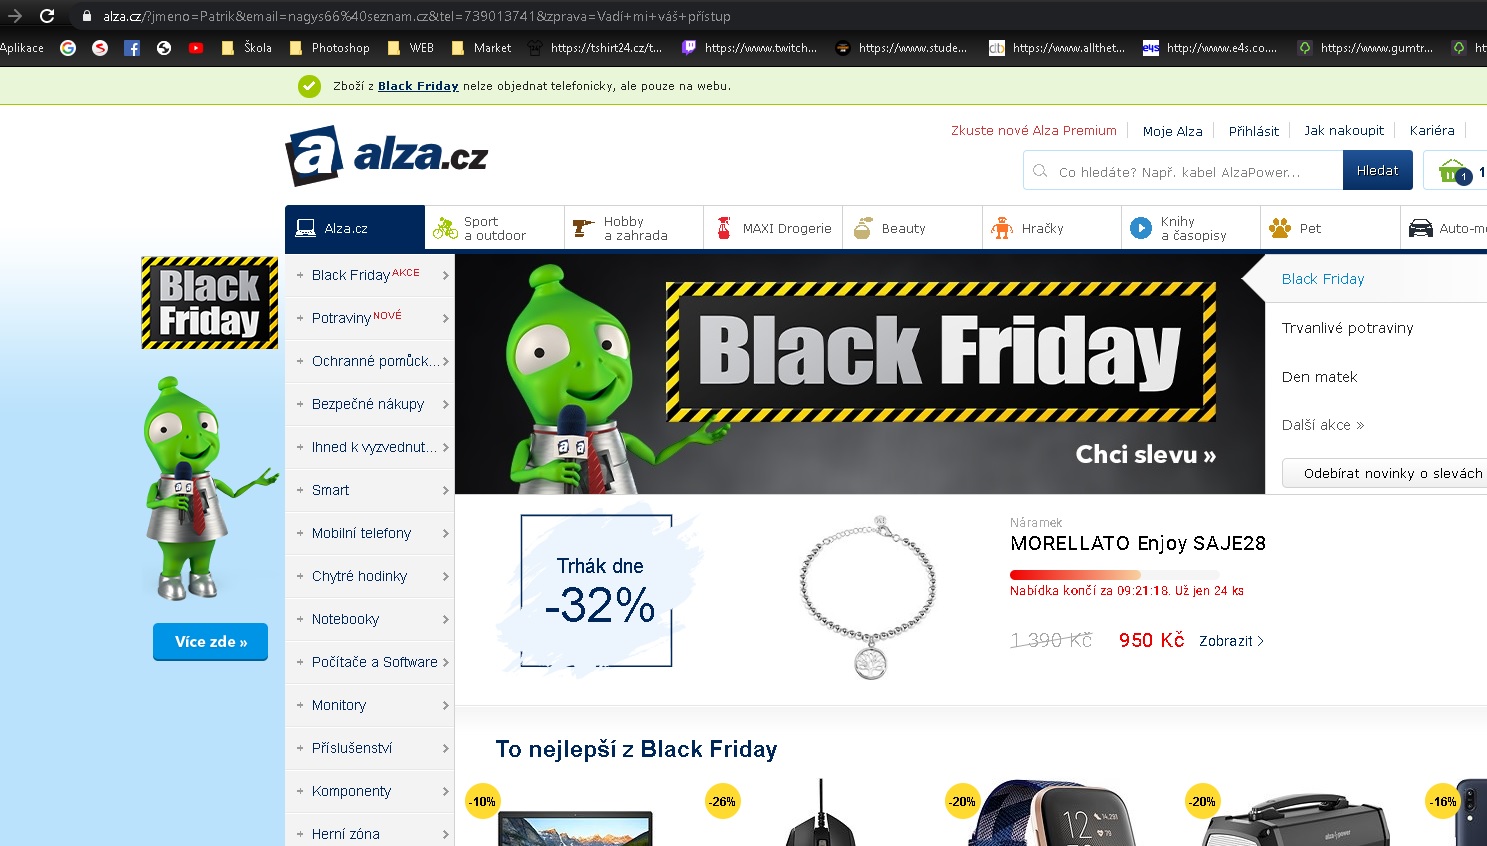 alza.cz/?jmeno=Patrik&email=nagys66%40seznam.cz&tel=739013741&zprava=Vadí+mi+váš+přístup
Aplikace
Škola
Photoshop
WEB
Market
https://tshirt24.cz/t...
https://www.twitch...
https://www.stude...
https://www.allthet...
http://www.e4s.co....
https://www.gumtr...
Zboží z Black Friday nelze objednat telefonicky, ale pouze na webu.
alza.cz
Zkuste nové Alza Premium
Moje Alza
Přihlásit
Jak nakoupit
Kariéra
Co hledáte? Např. kabel AlzaPower...
Hledat
1
Alza.cz
Sport
a outdoor
Hobby
a zahrada
MAXI Drogerie
Beauty
Hračky
Knihy
a časopisy
Pet
Black
Friday
Více zde »
Black Friday AKCE
Potraviny NOVÉ
Ochranné pomůck...
Bezpečné nákupy
Ihned k vyzvednut...
Smart
Mobilní telefony
Chytré hodinky
Notebooky
Počítače a Software
Monitory
Příslušenství
Komponenty
Herní zóna
Black Friday
Chci slevu »
Black Friday
Trvanlivé potraviny
Den matek
Další akce »
Odebírat novinky o slevách
Trhák dne
-32%
Náramek
MORELLATO Enjoy SAJE28
Nabídka končí za 09:21:18. Už jen 24 ks
1 390 Kč
950 Kč
Zobrazit
To nejlepší z Black Friday
-10%
-26%
-20%
-20%
-16%